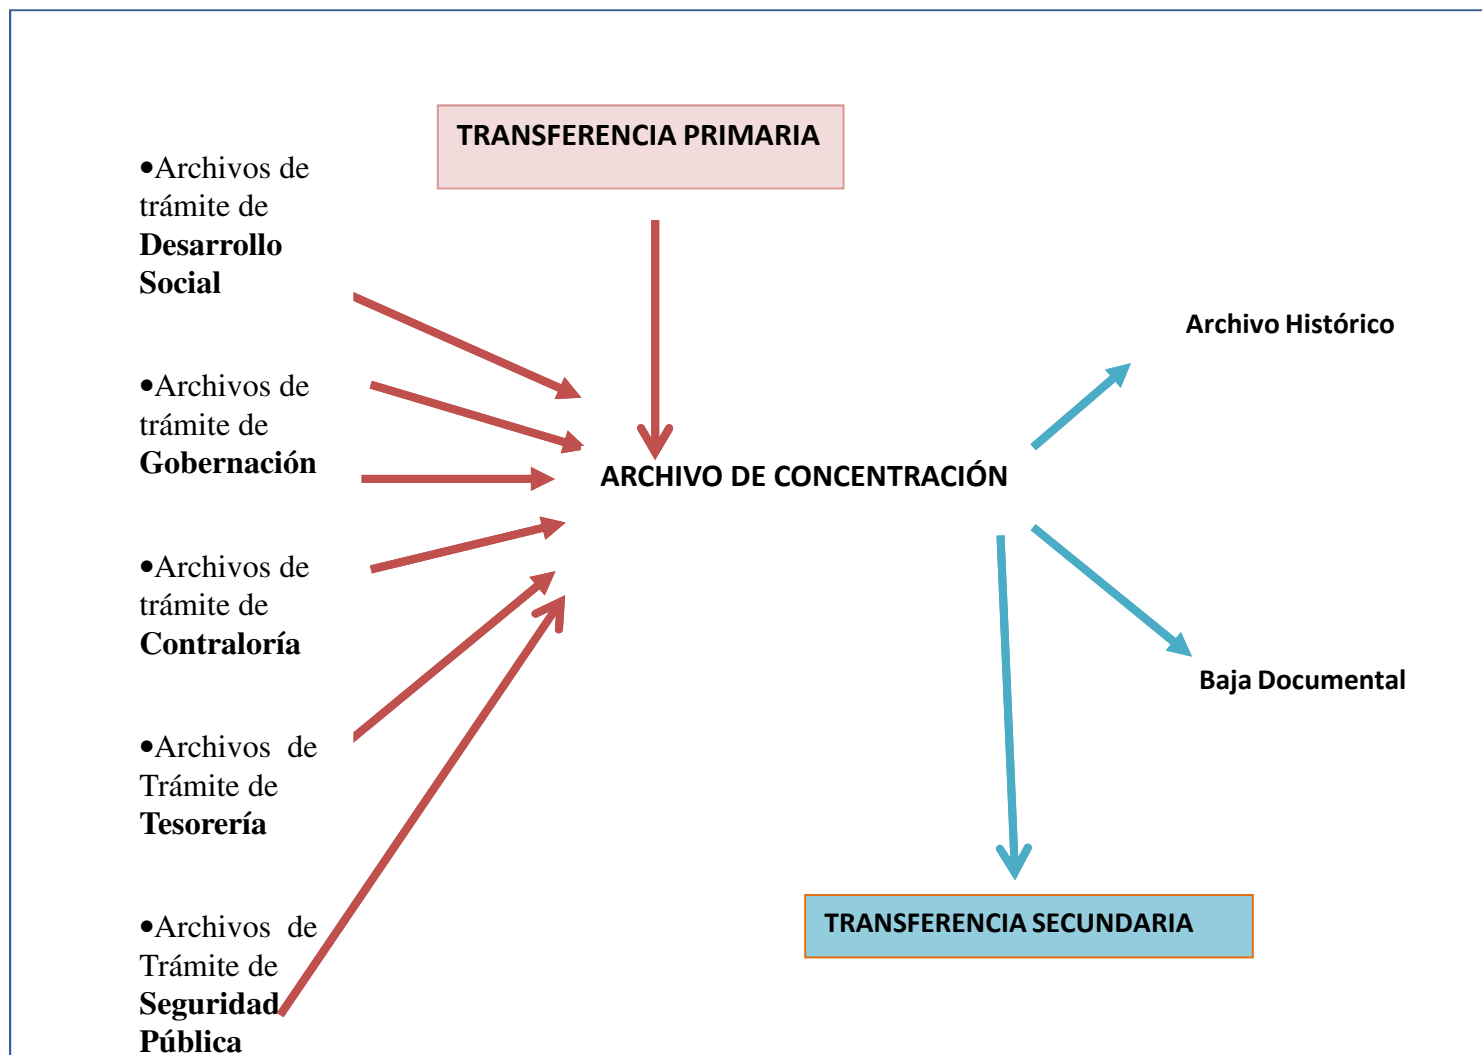 TRANSFERENCIA PRIMARIA
•Archivos de
trámite de
Desarrollo
Social
•Archivos de
trámite de
Gobernación
•Archivos de
trámite de
Contraloría
•Archivos de
Trámite de
Tesorería
•Archivos de
Trámite de
Seguridad
Pública
ARCHIVO DE CONCENTRACIÓN
Archivo Histórico
Baja Documental
TRANSFERENCIA SECUNDARIA